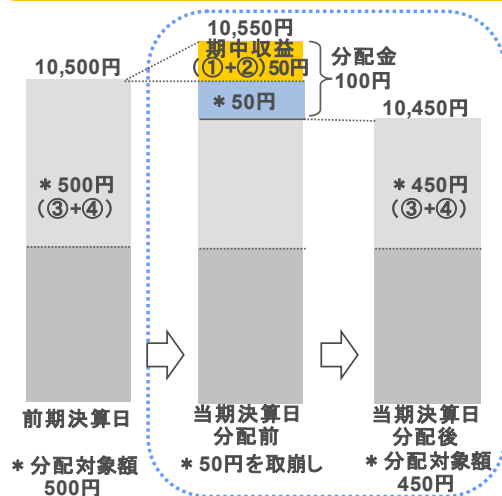 10,550円
期中収益
(①+②)50円
分配金
100円
10,500円
＊50円
10,450円
＊500円
(③+④)
＊450円
(③+④)
前期決算日
当期決算日
分配前
当期決算日
分配後
＊分配対象額
500円
＊50円を取崩し
＊分配対象額
450円